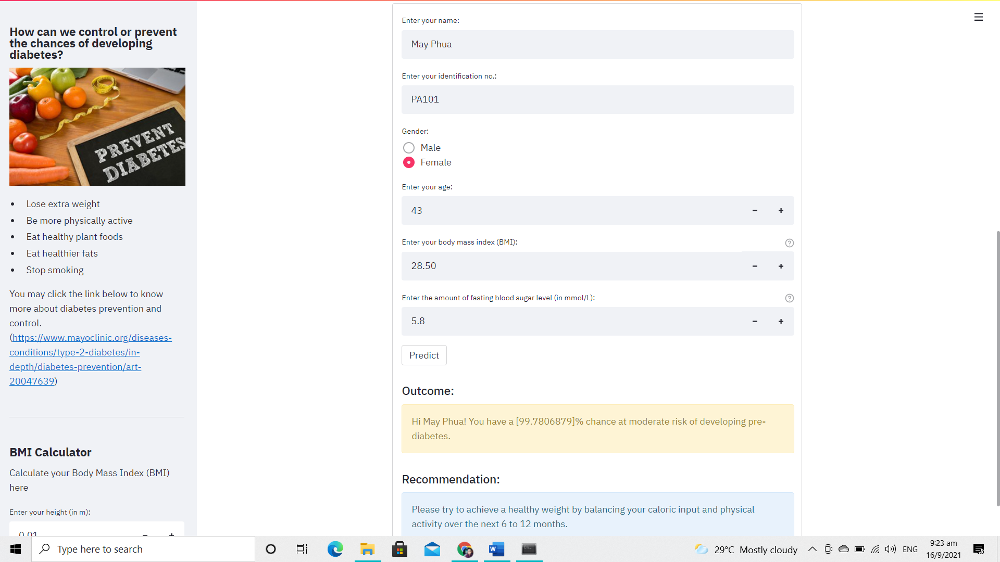 How can we control or prevent
the chances of developing
diabetes?
PREVENT
DIABETES
• Lose extra weight
• Be more physically active
• Eat healthy plant foods
• Eat healthier fats
• Stop smoking
You may click the link below to know
more about diabetes prevention and
control.
(https://www.mayoclinic.org/diseases-
conditions/type-2-diabetes/in-
depth/diabetes-prevention/art-
20047639)
BMI Calculator
Calculate your Body Mass Index (BMI)
here
Enter your height (in m):
0.01
Enter your name:
May Phua
Enter your identification no.:
PA101
Gender:
Male
Female
Enter your age:
43
Enter your body mass index (BMI):
28.50
Enter the amount of fasting blood sugar level (in mmol/L):
5.8
Predict
Outcome:
Hi May Phua! You have a [99.7806879]% chance at moderate risk of developing pre-
diabetes.
Recommendation:
Please try to achieve a healthy weight by balancing your caloric input and physical
activity over the next 6 to 12 months.
Type here to search
29°C Mostly cloudy
ENG
9:23 am
16/9/2021